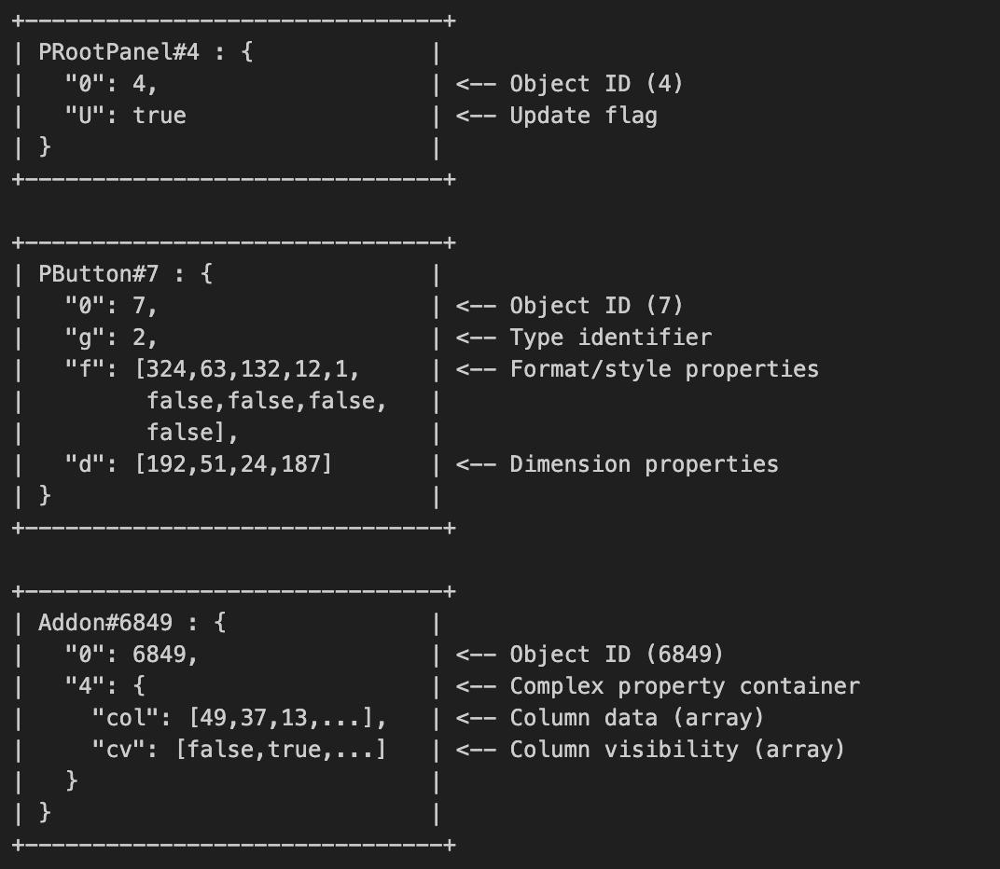 +-------------------------------+
| PRootPanel#4 : {              |
|   "0": 4,                     | <-- Object ID (4)
|   "U": true                   | <-- Update flag
| }                             |
+-------------------------------+
+-------------------------------+
| PButton#7 : {                 |
|   "0": 7,                     | <-- Object ID (7)
|   "g": 2,                     | <-- Type identifier
|   "f": [324,63,132,12,1,      | <-- Format/style properties
|         false,false,false,    |
|         false],               |
|   "d": [192,51,24,187]        | <-- Dimension properties
| }                             |
+-------------------------------+
+-------------------------------+
| Addon#6849 : {                |
|   "0": 6849,                  | <-- Object ID (6849)
|   "4": {                      | <-- Complex property container
|     "col": [49,37,13,...],    | <-- Column data (array)
|     "cv": [false,true,...]    | <-- Column visibility (array)
|   }                           |
| }                             |
+-------------------------------+